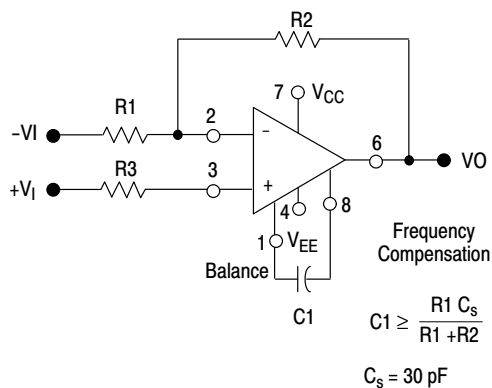 R2
7 VCC
R1
2
−VI
−
6
VO
+VI
R3
3
+
4
8
1
VEE
Balance
C1
Frequency
Compensation
C1 ≥ R1 Cs / R1 +R2
Cs = 30 pF